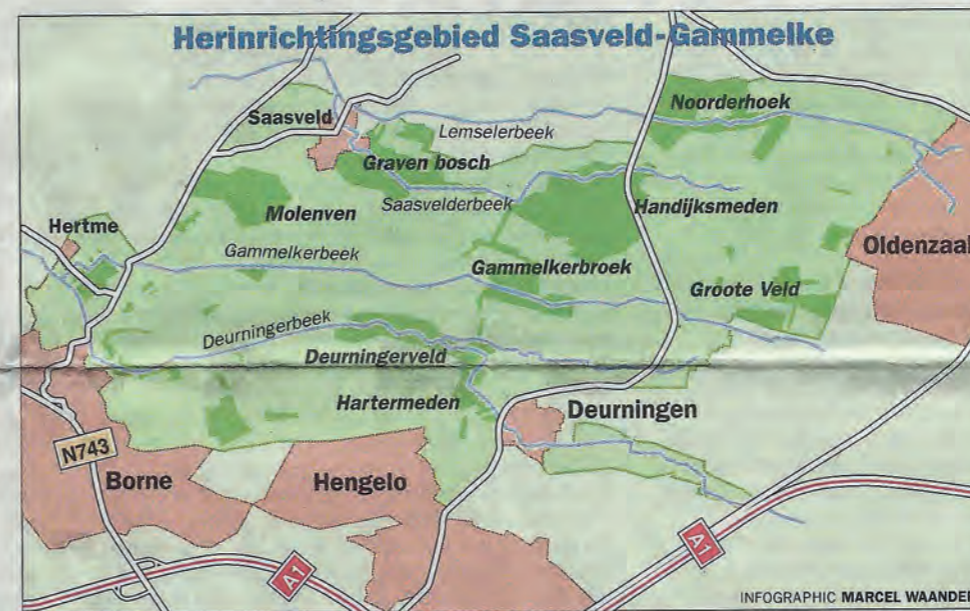 Herinrichtingsgebied Saasveld-Gammelke
Noorderhoek
Saasveld
Lemselerbeek
Graven bosch
Saasvelderbeek
Molenven
Handijksmeden
Hertme
Oldenzaal
Gammelkerbeek
Gammelkerbroek
Groote Veld
Deurningerbeek
Deurningerveld
Hartermeden
Deurningen
N743
Borne
Hengelo
A1
A1
INFOGRAPHIC MARCEL WAANDER